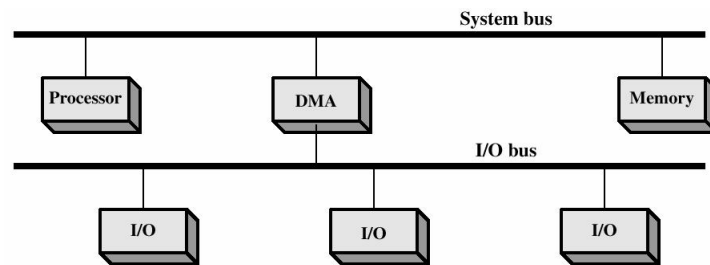 System bus
Processor
DMA
Memory
I/O bus
I/O
I/O
I/O